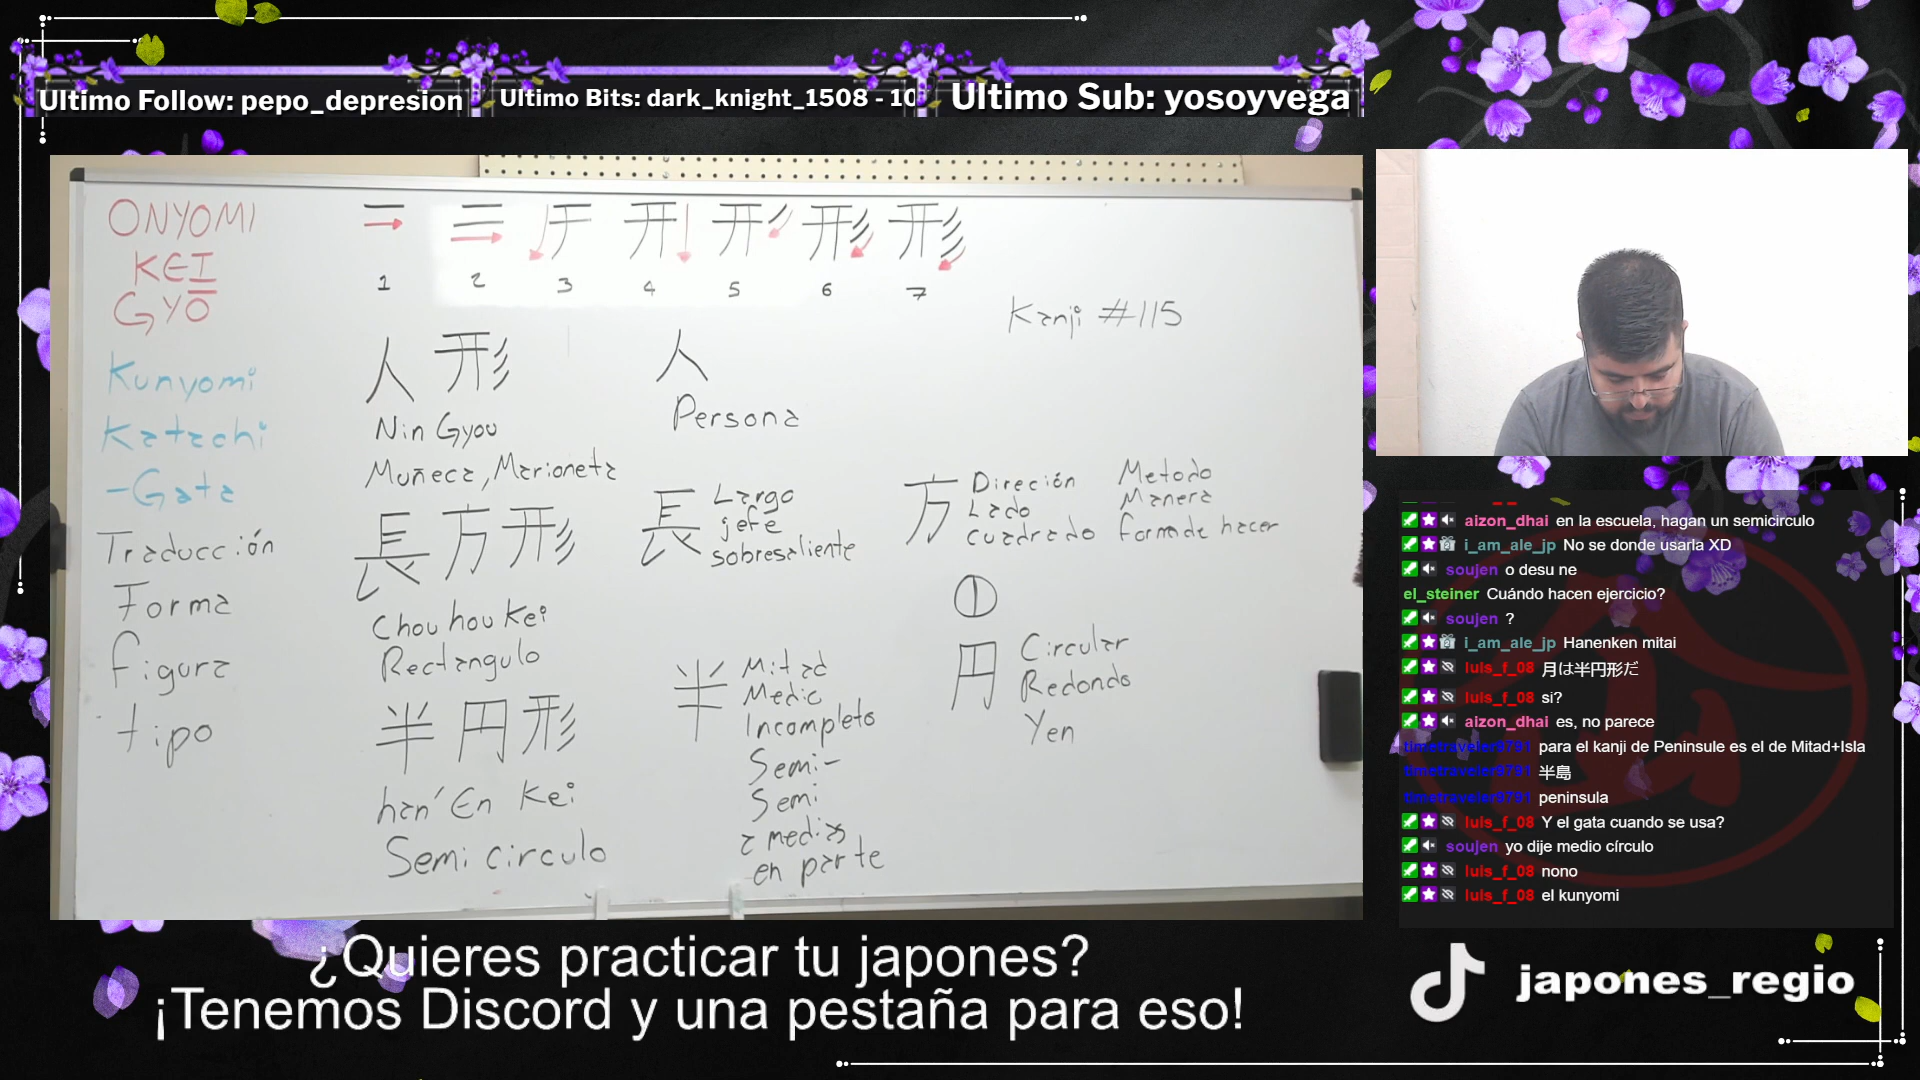 Ultimo Follow: pepo_depresion
Ultimo Bits: dark_knight_1508 - 10
Ultimo Sub: yosoyvega
ONYOMI
KEI
GYŌ
Kunyomi
Katachi
-Gata
Traducción
Forma
figura
tipo
1 2 3 4 5 6 7
Kanji #115
人形
Nin Gyou
Muñeca, Marioneta
人
Persona
長方形
Chou hou Kei
Rectangulo
長
Largo
jefe
sobresaliente
方
Direción
Lado
cuadrado
Metodo
Manera
forma de hacer
半円形
han' En Kei
Semi circulo
半
Mitad
Medio
Incompleto
Semi-
Semi
a medias
en parte
円
Circular
Redondo
Yen
aizon_dhai en la escuela, hagan un semicirculo
i_am_ale_jp No se donde usarla XD
soujen o desu ne
el_steiner Cuándo hacen ejercicio?
soujen ?
i_am_ale_jp Hanenken mitai
luis_f_08 月は半円形だ
luis_f_08 si?
aizon_dhai es, no parece
timetraveler9791 para el kanji de Peninsule es el de Mitad+Isla
timetraveler9791 半島
timetraveler9791 peninsula
luis_f_08 Y el gata cuando se usa?
soujen yo dije medio círculo
luis_f_08 nono
luis_f_08 el kunyomi
¿Quieres practicar tu japones?
¡Tenemos Discord y una pestaña para eso!
japones_regio